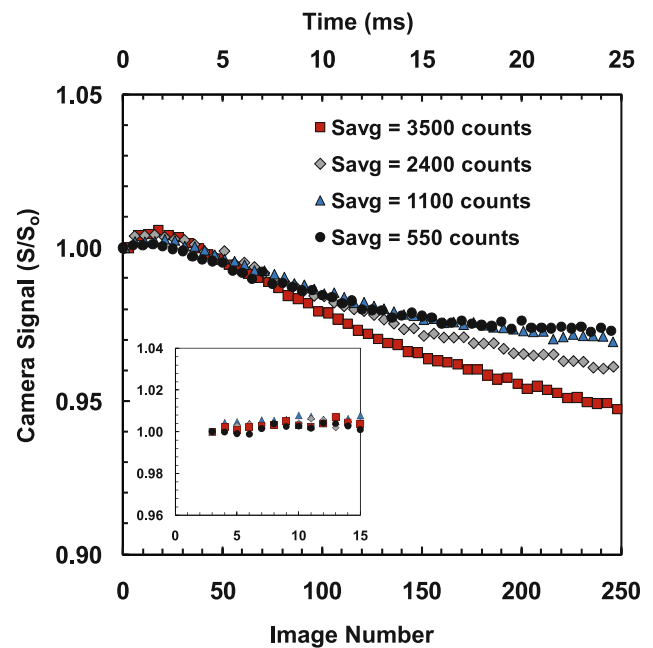 Time (ms)
0 5 10 15 20 25
1.05
1.00
0.95
0.90
Camera Signal (S/So)
Savg = 3500 counts
Savg = 2400 counts
Savg = 1100 counts
Savg = 550 counts
1.04
1.02
1.00
0.98
0.96
0 5 10 15
0 50 100 150 200 250
Image Number